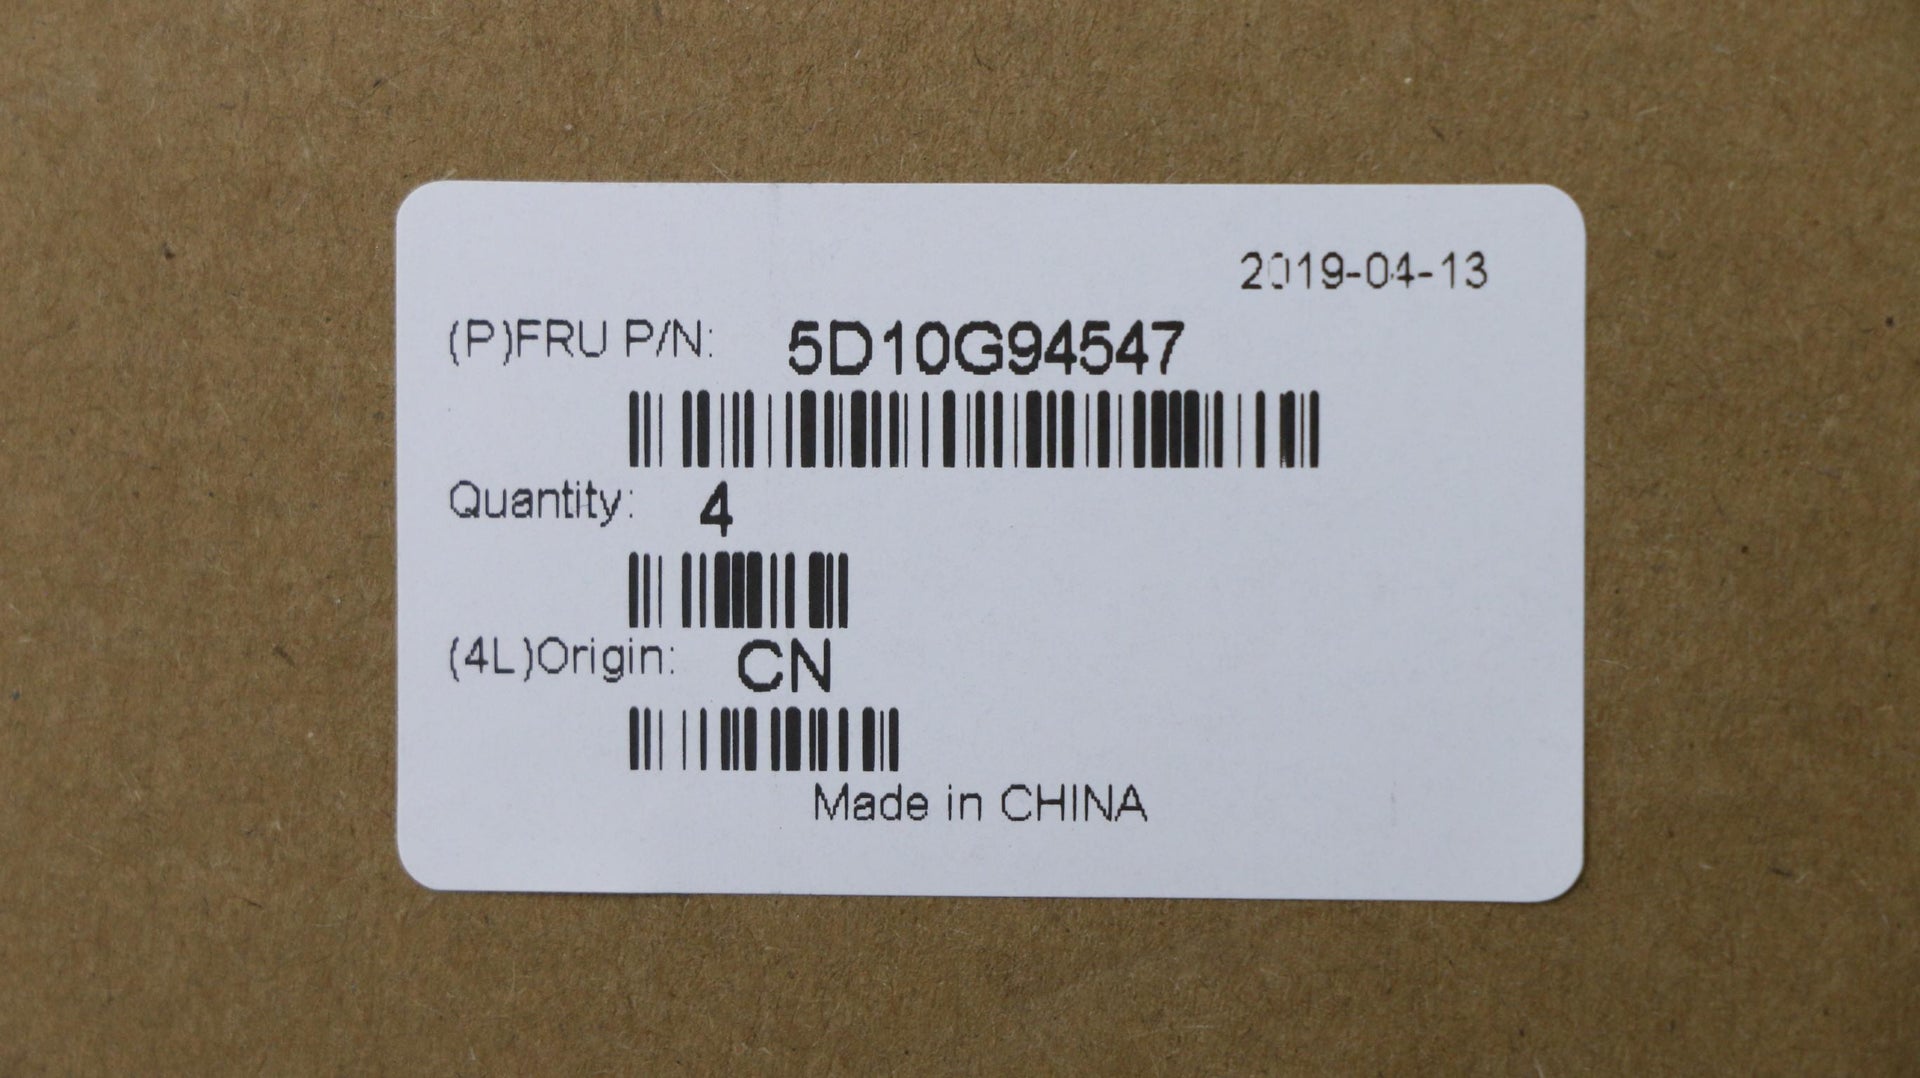 2019-04-13
(P)FRU P/N: 5D10G94547
Quantity: 4
(4L)Origin: CN
Made in CHINA